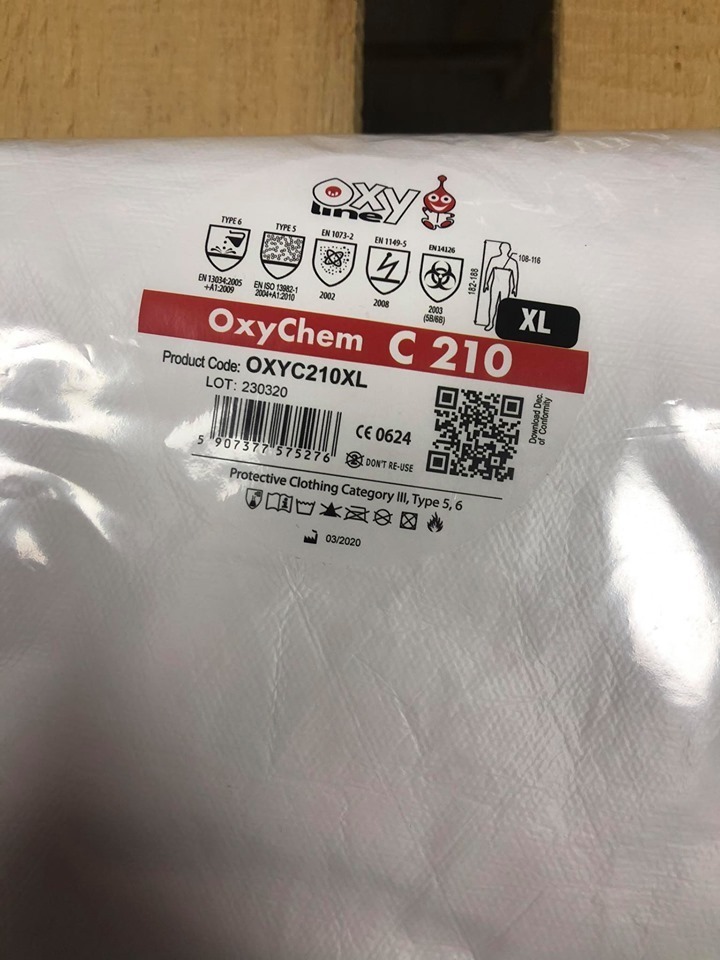 Oxy
line
TYPE 6
TYPE 5
EN 1073-2
EN 1149-5
EN 14126
108-116
182-188
EN 13034:2005
+A1:2009
EN ISO 13982-1
2004+A1:2010
2002
2008
2003
(5B/6B)
XL
OxyChem C 210
Product Code: OXYC210XL
LOT: 230320
5 907377 575276
CE 0624
DON'T RE-USE
Download Dec.
of Conformity
Protective Clothing Category III, Type 5, 6
03/2020